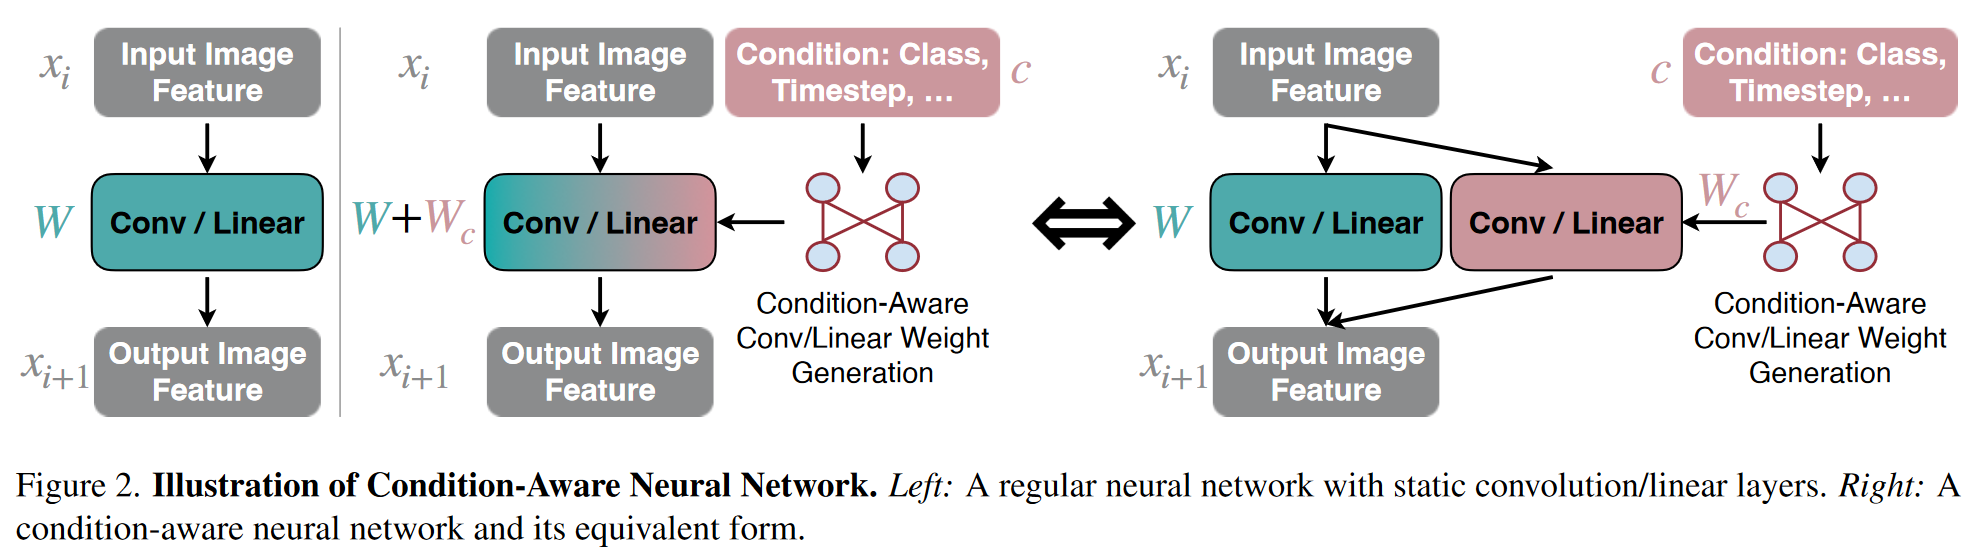 x_i
Input Image
Feature
W
Conv / Linear
x_{i+1}
Output Image
Feature
x_i
Input Image
Feature
Condition: Class,
Timestep, ...
c
W+W_c
Conv / Linear
Condition-Aware
Conv/Linear Weight
Generation
x_{i+1}
Output Image
Feature
x_i
Input Image
Feature
c
Condition: Class,
Timestep, ...
W
Conv / Linear
Conv / Linear
W_c
Condition-Aware
Conv/Linear Weight
Generation
x_{i+1}
Output Image
Feature
Figure 2. Illustration of Condition-Aware Neural Network. Left: A regular neural network with static convolution/linear layers. Right: A
condition-aware neural network and its equivalent form.